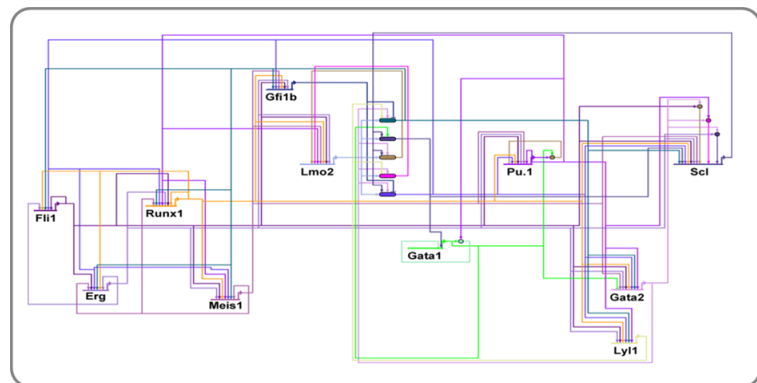 Gfi1b
Lmo2
Pu.1
Scl
Fli1
Runx1
Gata1
Erg
Meis1
Gata2
Lyl1